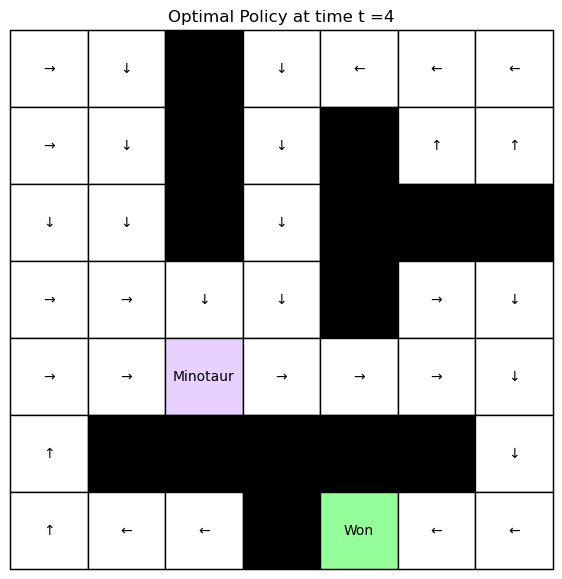 Optimal Policy at time t =4
→ ↓ ↓ ← ← ←
→ ↓ ↓ ↑ ↑
↓ ↓ ↓
→ → ↓ ↓ → ↓
→ → Minotaur → → → ↓
↑ ↓
↑ ← ← Won ← ←